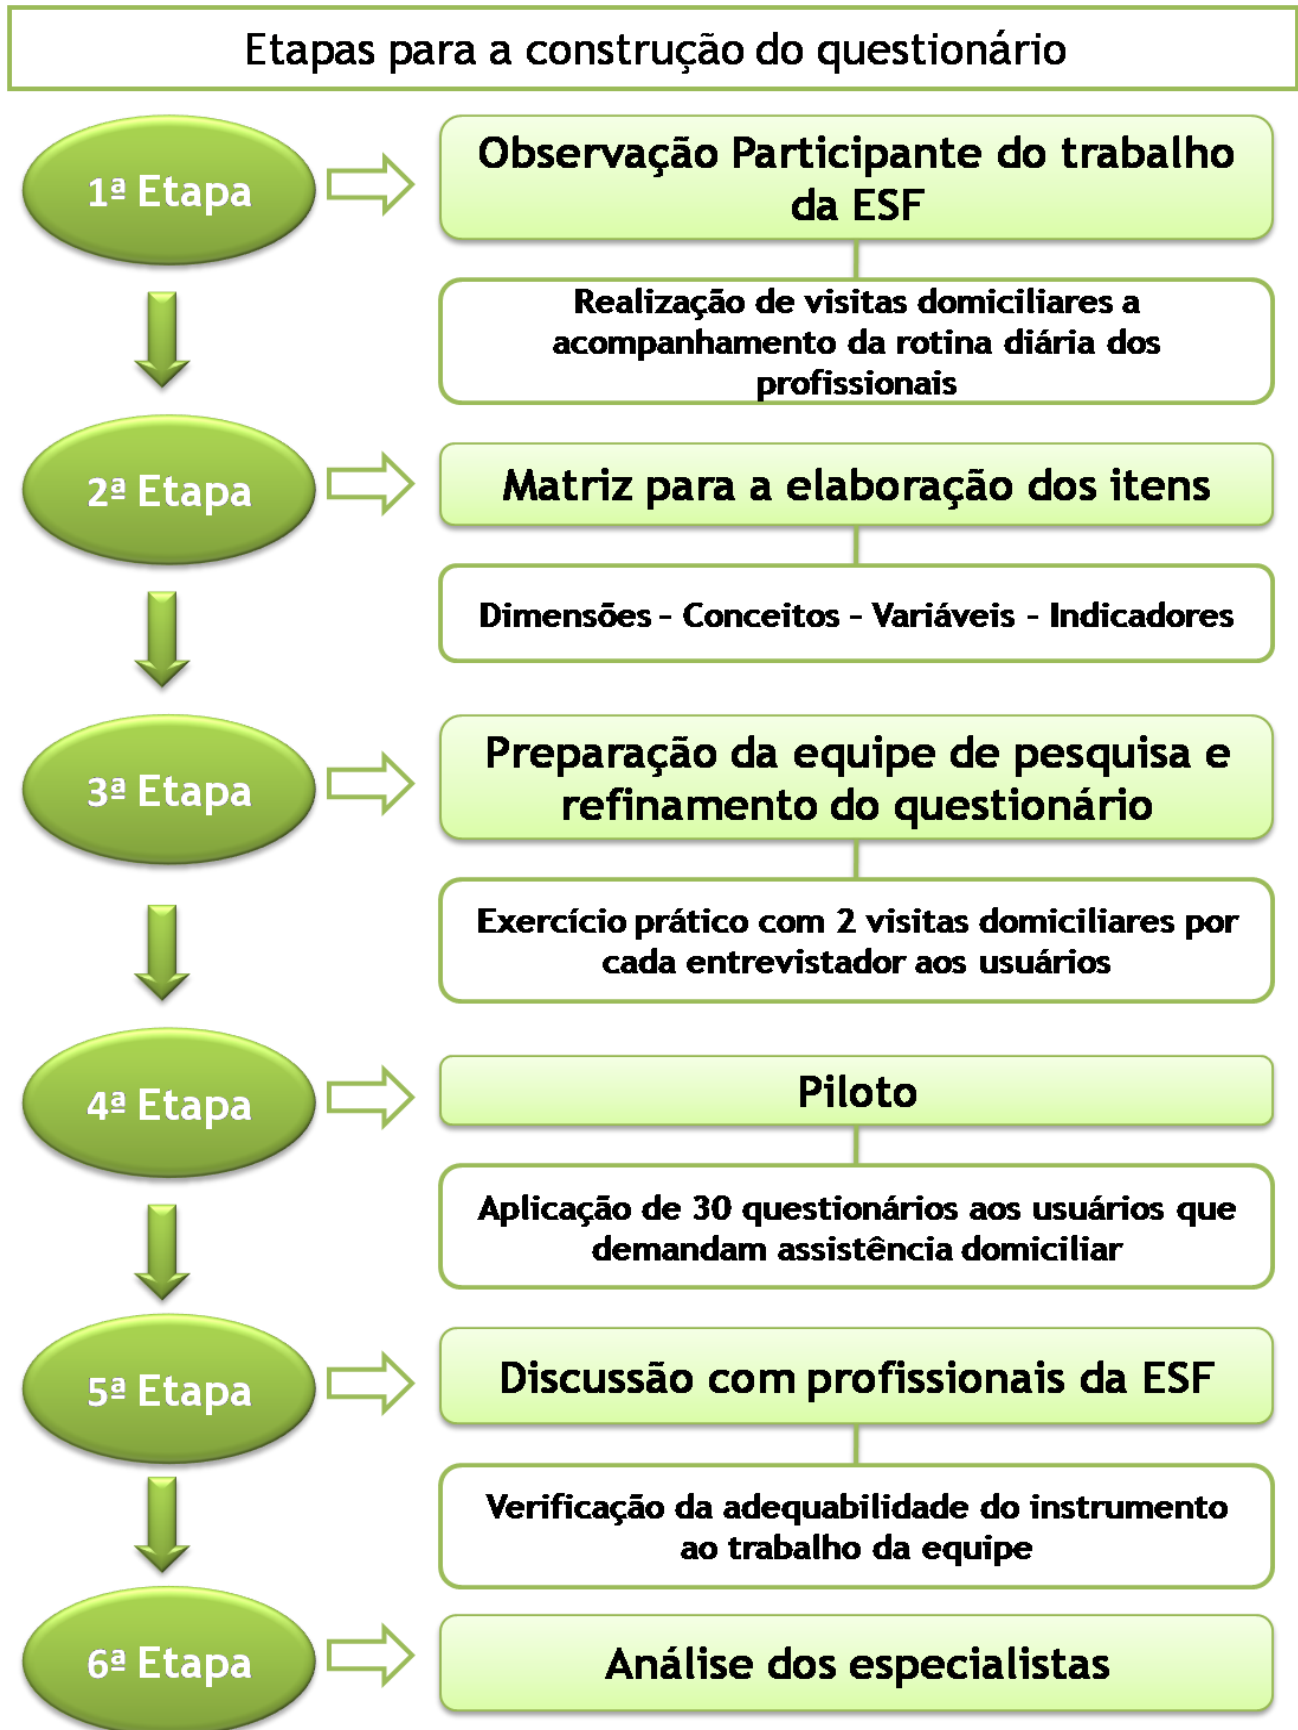 Etapas para a construção do questionário
1ª Etapa
Observação Participante do trabalho
da ESF
Realização de visitas domiciliares a
acompanhamento da rotina diária dos
profissionais
2ª Etapa
Matriz para a elaboração dos itens
Dimensões – Conceitos – Variáveis – Indicadores
3ª Etapa
Preparação da equipe de pesquisa e
refinamento do questionário
Exercício prático com 2 visitas domiciliares por
cada entrevistador aos usuários
4ª Etapa
Piloto
Aplicação de 30 questionários aos usuários que
demandam assistência domiciliar
5ª Etapa
Discussão com profissionais da ESF
Verificação da adequabilidade do instrumento
ao trabalho da equipe
6ª Etapa
Análise dos especialistas